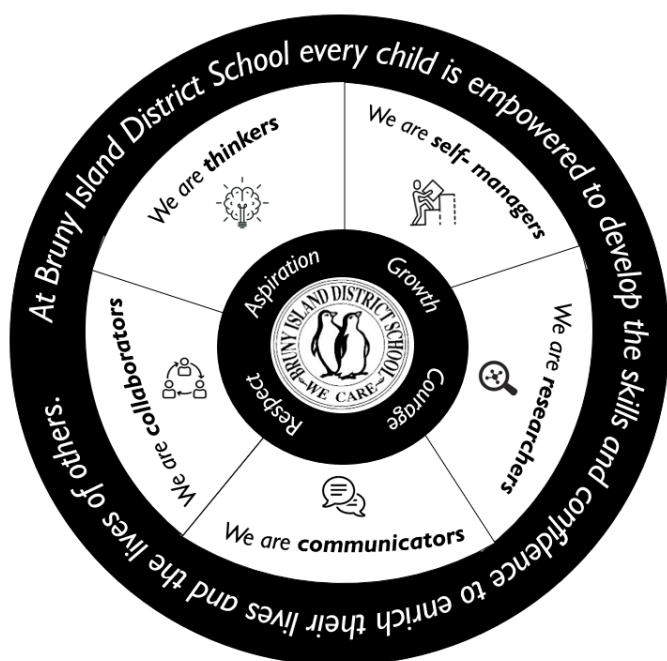 At Bruny Island District School every child is empowered to develop the skills and confidence to enrich their lives and the lives of others.
We are thinkers
We are self- managers
We are researchers
We are communicators
We are collaborators
Aspiration
Growth
Courage
Respect
BRUNY ISLAND DISTRICT SCHOOL
WE CARE